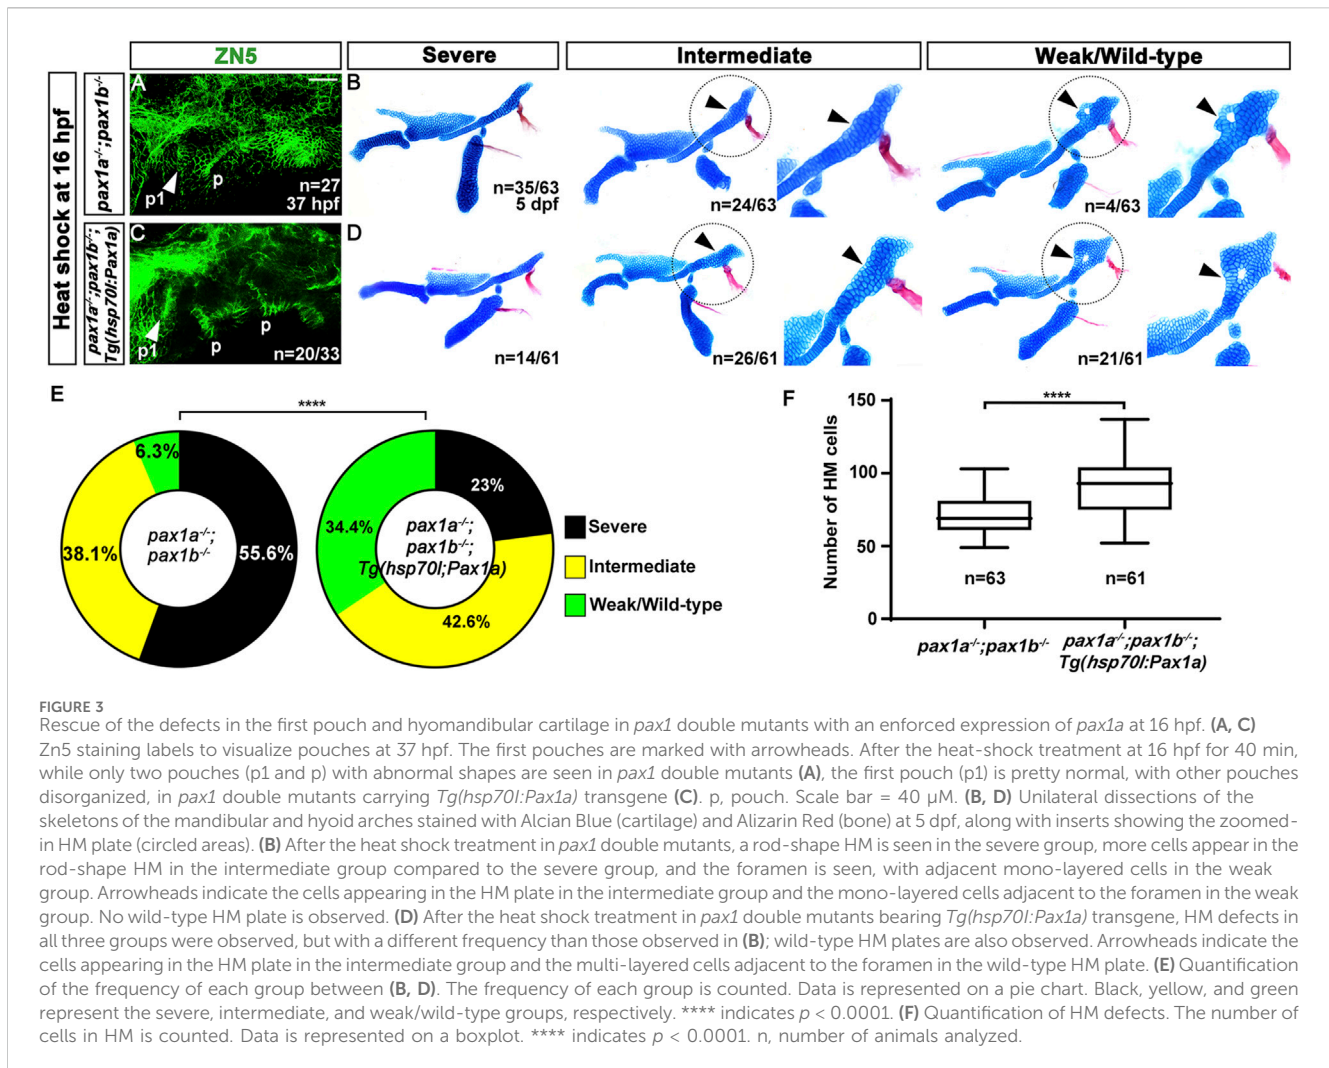 ZN5
Severe
Intermediate
Weak/Wild-type
Heat shock at 16 hpf
pax1a-/-;pax1b-/-
A
p1
p
n=27
37 hpf
B
n=35/63
5 dpf
n=24/63
n=4/63
pax1a-/-;pax1b-/-;
Tg(hsp70l:Pax1a)
C
p1
p
p
n=20/33
D
n=14/61
n=26/61
n=21/61
E
****
6.3%
38.1%
55.6%
pax1a-/-;
pax1b-/-
23%
34.4%
42.6%
pax1a-/-;
pax1b-/-;
Tg(hsp70l;Pax1a)
Severe
Intermediate
Weak/Wild-type
F
****
Number of HM cells
150
100
50
0
n=63
n=61
pax1a-/-;pax1b-/-
pax1a-/-;pax1b-/-;
Tg(hsp70l:Pax1a)
FIGURE 3
Rescue of the defects in the first pouch and hyomandibular cartilage in pax1 double mutants with an enforced expression of pax1a at 16 hpf. (A, C)
Zn5 staining labels to visualize pouches at 37 hpf. The first pouches are marked with arrowheads. After the heat-shock treatment at 16 hpf for 40 min,
while only two pouches (p1 and p) with abnormal shapes are seen in pax1 double mutants (A), the first pouch (p1) is pretty normal, with other pouches
disorganized, in pax1 double mutants carrying Tg(hsp70l:Pax1a) transgene (C). p, pouch. Scale bar = 40 µM. (B, D) Unilateral dissections of the
skeletons of the mandibular and hyoid arches stained with Alcian Blue (cartilage) and Alizarin Red (bone) at 5 dpf, along with inserts showing the zoomed-
in HM plate (circled areas). (B) After the heat shock treatment in pax1 double mutants, a rod-shape HM is seen in the severe group, more cells appear in the
rod-shape HM in the intermediate group compared to the severe group, and the foramen is seen, with adjacent mono-layered cells in the weak
group. Arrowheads indicate the cells appearing in the HM plate in the intermediate group and the mono-layered cells adjacent to the foramen in the weak
group. No wild-type HM plate is observed. (D) After the heat shock treatment in pax1 double mutants bearing Tg(hsp70l:Pax1a) transgene, HM defects in
all three groups were observed, but with a different frequency than those observed in (B); wild-type HM plates are also observed. Arrowheads indicate the
cells appearing in the HM plate in the intermediate group and the multi-layered cells adjacent to the foramen in the wild-type HM plate. (E) Quantification
of the frequency of each group between (B, D). The frequency of each group is counted. Data is represented on a pie chart. Black, yellow, and green
represent the severe, intermediate, and weak/wild-type groups, respectively. **** indicates p < 0.0001. (F) Quantification of HM defects. The number of
cells in HM is counted. Data is represented on a boxplot. **** indicates p < 0.0001. n, number of animals analyzed.